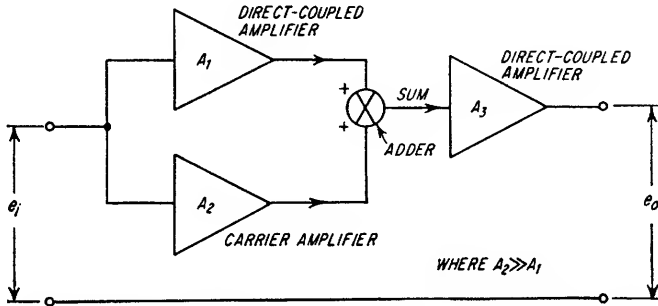 DIRECT-COUPLED
AMPLIFIER
DIRECT-COUPLED
AMPLIFIER
A1
+
SUM
A3
+
ADDER
ei
A2
eo
CARRIER AMPLIFIER
WHERE A2≫A1